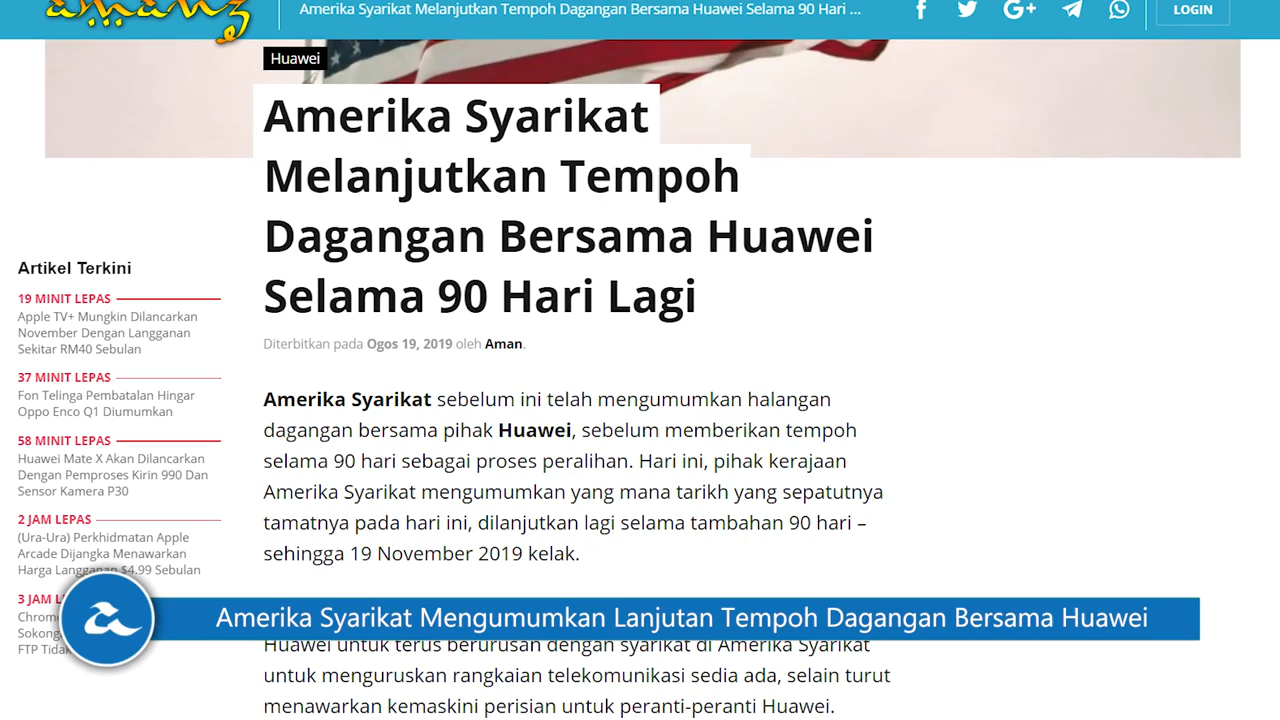 amanz
Amerika Syarikat Melanjutkan Tempoh Dagangan Bersama Huawei Selama 90 Hari ...
LOGIN
Huawei
Amerika Syarikat
Melanjutkan Tempoh
Dagangan Bersama Huawei
Selama 90 Hari Lagi
Diterbitkan pada Ogos 19, 2019 oleh Aman.
Artikel Terkini
19 MINIT LEPAS
Apple TV+ Mungkin Dilancarkan
November Dengan Langganan
Sekitar RM40 Sebulan
37 MINIT LEPAS
Fon Telinga Pembatalan Hingar
Oppo Enco Q1 Diumumkan
58 MINIT LEPAS
Huawei Mate X Akan Dilancarkan
Dengan Pemproses Kirin 990 Dan
Sensor Kamera P30
2 JAM LEPAS
(Ura-Ura) Perkhidmatan Apple
Arcade Dijangka Menawarkan
Harga Langganan $4.99 Sebulan
3 JAM
FTP
Amerika Syarikat sebelum ini telah mengumumkan halangan
dagangan bersama pihak Huawei, sebelum memberikan tempoh
selama 90 hari sebagai proses peralihan. Hari ini, pihak kerajaan
Amerika Syarikat mengumumkan yang mana tarikh yang sepatutnya
tamatnya pada hari ini, dilanjutkan lagi selama tambahan 90 hari –
sehingga 19 November 2019 kelak.
Amerika Syarikat Mengumumkan Lanjutan Tempoh Dagangan Bersama Huawei
Huawei untuk terus berurusan dengan syarikat di Amerika Syarikat
untuk menguruskan rangkaian telekomunikasi sedia ada, selain turut
menawarkan kemaskini perisian untuk peranti-peranti Huawei.